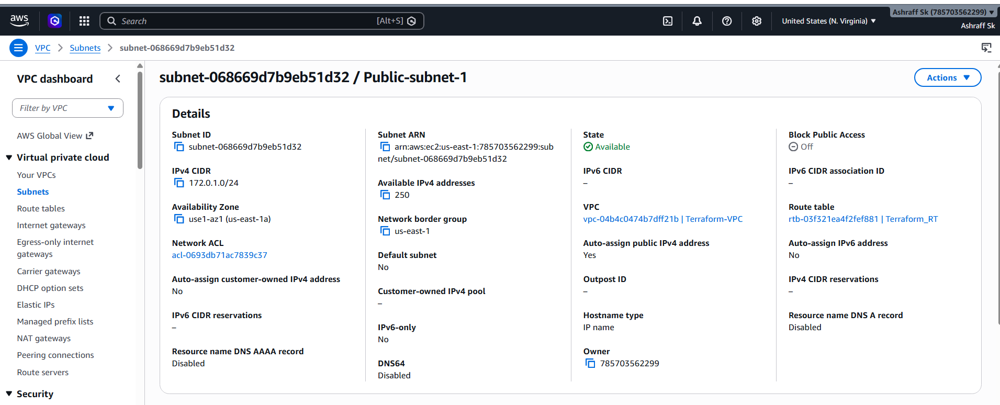 aws
Search
[Alt+S]
United States (N. Virginia)
Ashraff Sk (785703562299)
Ashraff Sk
VPC
Subnets
subnet-068669d7b9eb51d32
VPC dashboard
Filter by VPC
AWS Global View
Virtual private cloud
Your VPCs
Subnets
Route tables
Internet gateways
Egress-only internet
gateways
Carrier gateways
DHCP option sets
Elastic IPs
Managed prefix lists
NAT gateways
Peering connections
Route servers
Security
subnet-068669d7b9eb51d32 / Public-subnet-1
Actions
Details
Subnet ID
subnet-068669d7b9eb51d32
IPv4 CIDR
172.0.1.0/24
Availability Zone
use1-az1 (us-east-1a)
Network ACL
acl-0693db71ac7839c37
Auto-assign customer-owned IPv4 address
No
IPv6 CIDR reservations
–
Resource name DNS AAAA record
Disabled
Subnet ARN
arn:aws:ec2:us-east-1:785703562299:sub
net/subnet-068669d7b9eb51d32
Available IPv4 addresses
250
Network border group
us-east-1
Default subnet
No
Customer-owned IPv4 pool
–
IPv6-only
No
DNS64
Disabled
State
Available
IPv6 CIDR
–
VPC
vpc-04b4c0474b7dff21b | Terraform-VPC
Auto-assign public IPv4 address
Yes
Outpost ID
–
Hostname type
IP name
Owner
785703562299
Block Public Access
Off
IPv6 CIDR association ID
–
Route table
rtb-03f321ea4f2fef881 | Terraform_RT
Auto-assign IPv6 address
No
IPv4 CIDR reservations
–
Resource name DNS A record
Disabled